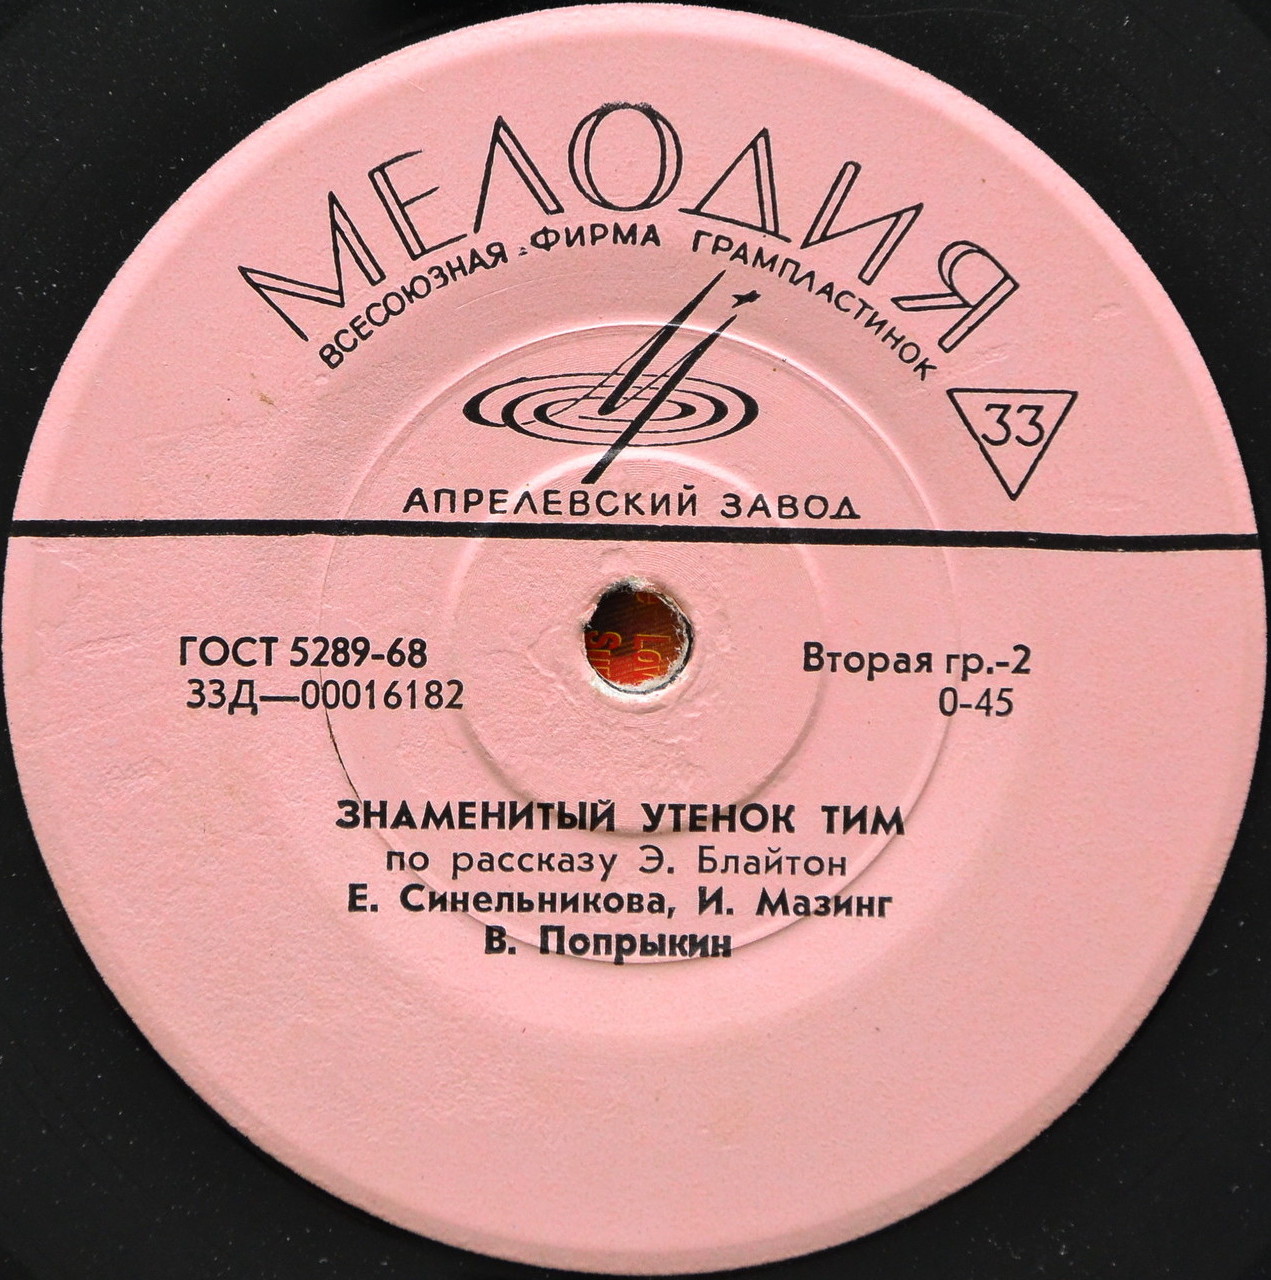 МЕЛОДИЯ
ВСЕСОЮЗНАЯ ФИРМА ГРАМПЛАСТИНОК
33
АПРЕЛЕВСКИЙ ЗАВОД
ГОСТ 5289-68
33Д—00016182
Вторая гр.-2
0-45
ЗНАМЕНИТЫЙ УТЕНОК ТИМ
по рассказу Э. Блайтон
Е. Синельникова, И. Мазинг
В. Попрыкин